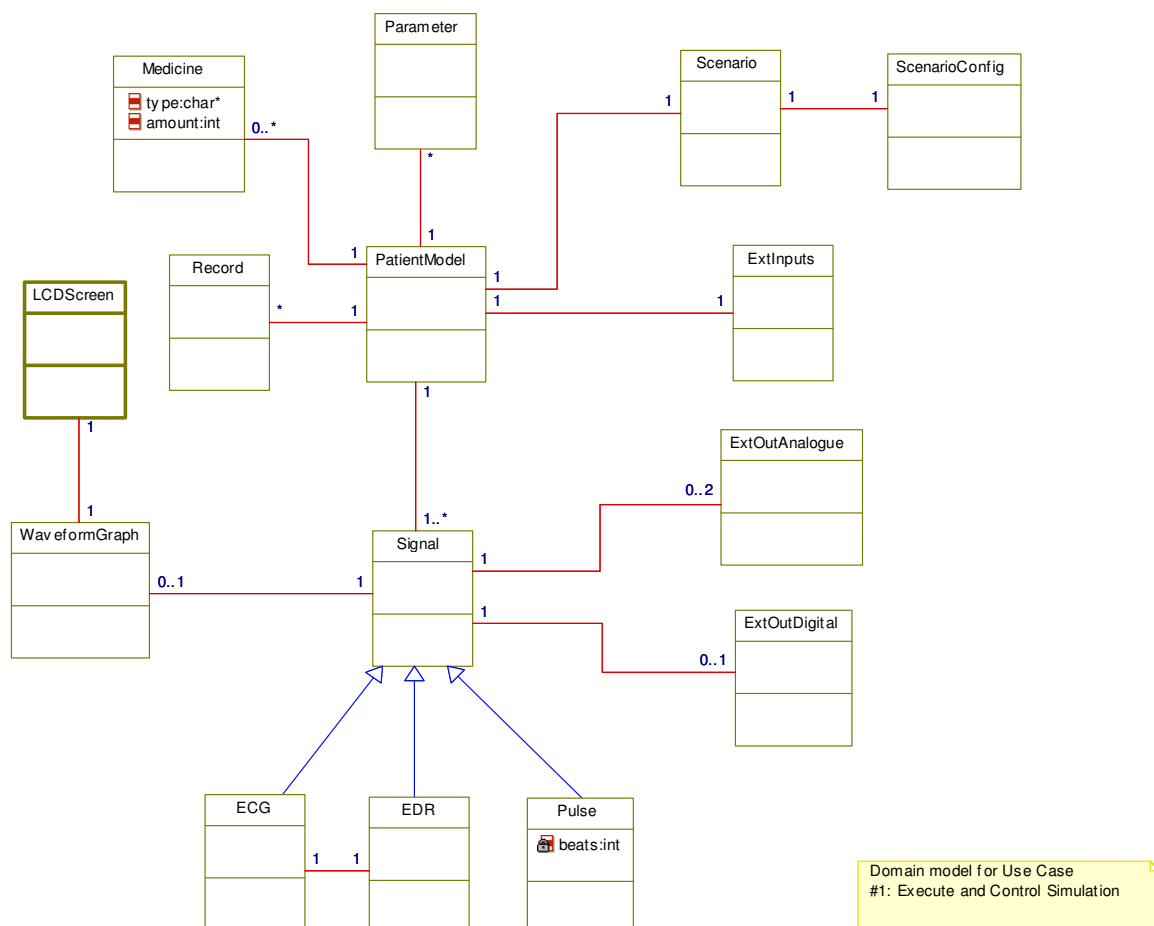 Parameter
Medicine
type:char*
amount:int
0..*
Scenario
ScenarioConfig
1
1
1
*
1
1
PatientModel
1
1
ExtInputs
1
Record
*
1
LCDScreen
1
1
1..*
Signal
ExtOutAnalogue
0..2
1
1
WaveformGraph
0..1
1
1
ExtOutDigital
0..1
ECG
EDR
Pulse
beats:int
1
1
Domain model for Use Case
#1: Execute and Control Simulation